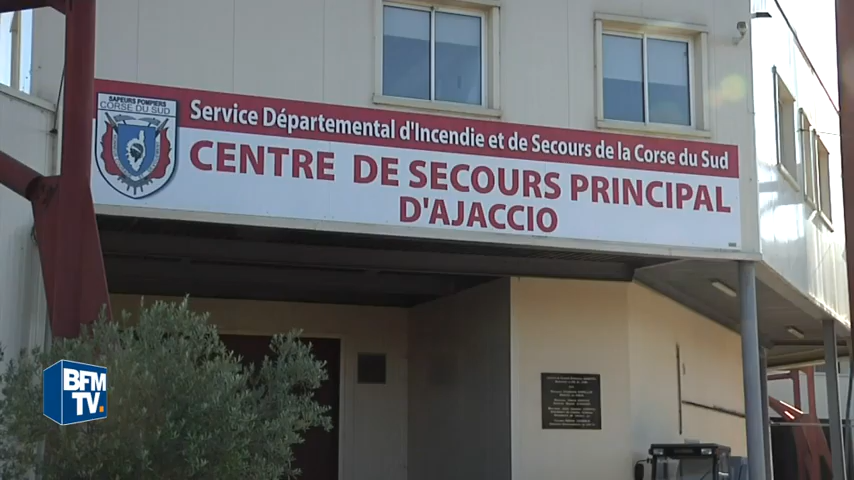 SAPEURS POMPIERS
CORSE DU SUD
Service Départemental d'Incendie et de Secours de la Corse du Sud
CENTRE DE SECOURS PRINCIPAL
D'AJACCIO
BFM
TV.